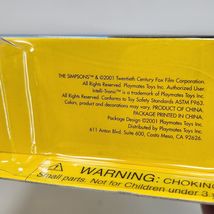 THE SIMPSONS™ & ©2001 Twentieth Century Fox Film Corporation.
All Rights Reserved. Playmates Toys Inc.
Intelli-Tronic™ is a trademark of Playmates Toys Inc.
All Rights Reserved. Conforms to Toy Safety Standards ASTM F963.
Colors, product and decorations may vary. PRODUCT OF CHINA.
PACKAGE PRINTED IN CHINA.
Package Design ©2001 Playmates Toys Inc.
Distributed by Playmates Toys Inc.
611 Anton Blvd. Suite 600, Costa Mesa, CA 92626.
WARNING: CHOKING
Small parts. Not for Children under 3